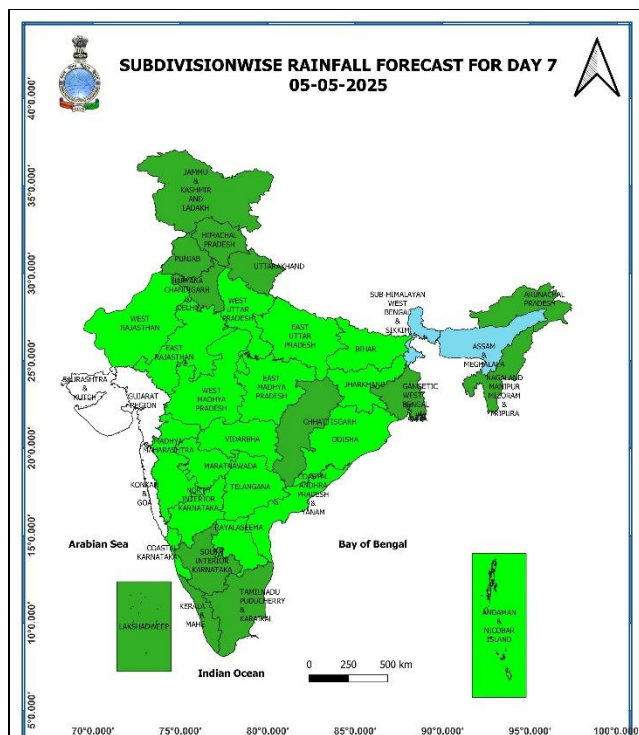 SUBDIVISIONWISE RAINFALL FORECAST FOR DAY 7
05-05-2025
40°0.000'
35°0.000'
30°0.000'
25°0.000'
20°0.000'
15°0.000'
10°0.000'
5°0.000'
JAMMU
&
KASHMIR
AND
LADAKH
HIMACHAL
PRADESH
PUNJAB
UTTARAKHAND
HARYANA
CHANDIGARH
&
DELHI
WEST
RAJASTHAN
WEST
UTTAR
PRADESH
SUB-HIMALAYAN
WEST
BENGAL
&
SIKKIM
ARUNACHAL
PRADESH
EAST
RAJASTHAN
EAST
UTTAR
PRADESH
BIHAR
ASSAM
&
MEGHALAYA
NAGALAND
MANIPUR
MIZORAM
&
TRIPURA
SAURASHTRA
&
KUTCH
GUJARAT
REGION
WEST
MADHYA
PRADESH
EAST
MADHYA
PRADESH
JHARKHAND
GANGETIC
WEST
BENGAL
CHHATTISGARH
ODISHA
MADHYA
MAHARSHTRA
VIDARBHA
MARATHAWADA
KONKAN
&
GOA
NORTH
INTERIOR
KARNATAKA
TELANGANA
COASTAL
ANDHRA
PRADESH
&
YANAM
RAYALASEEMA
Arabian Sea
COASTAL
KARNATAKA
SOUTH
INTERIOR
KARNATAKA
Bay of Bengal
LAKSHADWEEP
KERALA
&
MAHE
TAMILNADU
PUDUCHERRY
&
KARAIKAL
ANDAMAN
&
NICOBAR
ISLAND
Indian Ocean
0 250 500 km
70°0.000' 75°0.000' 80°0.000' 85°0.000' 90°0.000' 95°0.000' 100°0.000'